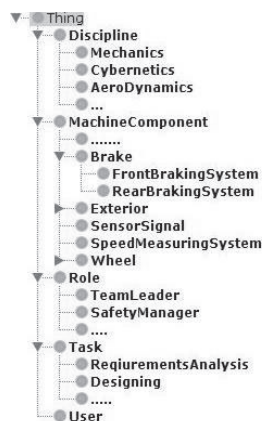 Thing
Discipline
Mechanics
Cybernetics
AeroDynamics
...
MachineComponent
.......
Brake
FrontBrakingSystem
RearBrakingSystem
Exterior
SensorSignal
SpeedMeasuringSystem
Wheel
Role
TeamLeader
SafetyManager
....
Task
ReqiurementsAnalysis
Designing
.....
User